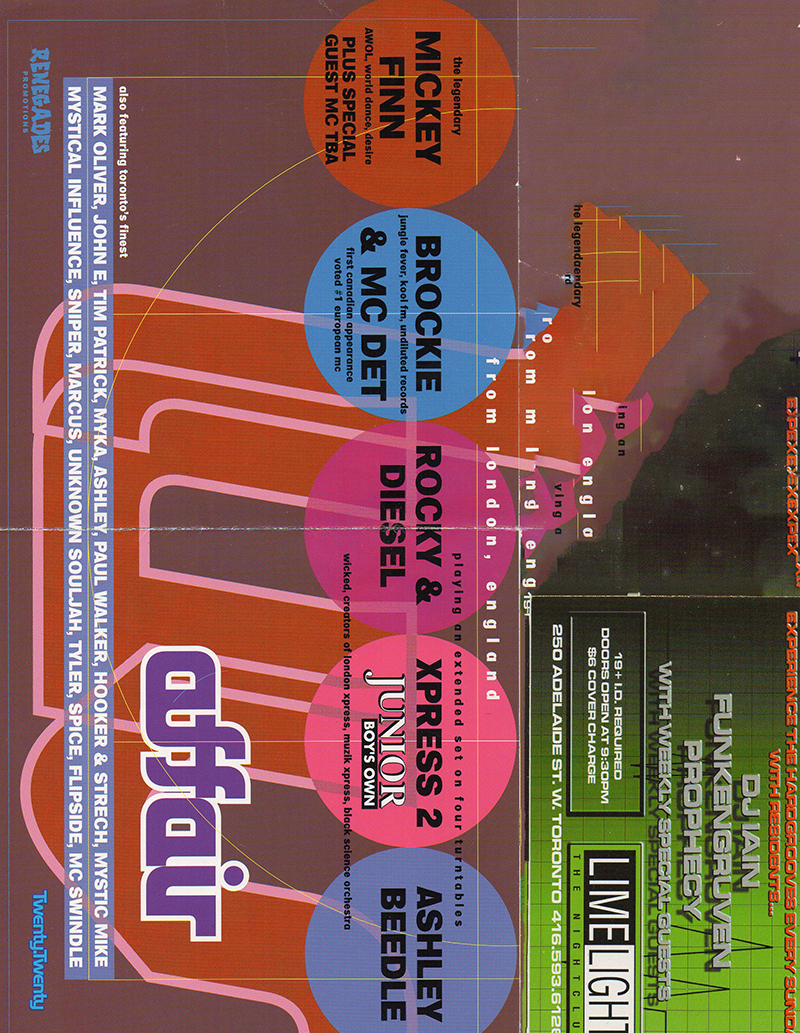 EXPERIENCE THE HARDGROOVES EVERY SUND
WITH RESIDENTS...
DJ IAIN
FUNKENGRUVEN
PROPHECY
WITH WEEKLY SPECIAL GUESTS
19+ I.D. REQUIRED
DOORS OPEN AT 9:30PM
$6 COVER CHARGE
LIMELIGHT
THE NIGHTCLU
250 ADELAIDE ST. W. TORONTO 416.593.6126
from london, england
the legendary
MICKEY
FINN
AWOL, world dance, desire
PLUS SPECIAL
GUEST MC TBA
BROCKIE
jungle fever, kool fm, undiluted records
& MC DET
first canadian appearance
voted #1 european mc
playing an extended set on four turntables
ROCKY &
DIESEL
XPRESS 2
JUNIOR
BOY'S OWN
wicked, creators of london xpress, muzik xpress, black science orchestra
ASHLEY
BEEDLE
affair
also featuring toronto's finest
MARK OLIVER, JOHN E, TIM PATRICK, MYKA, ASHLEY, PAUL WALKER, HOOKER & STRECH, MYSTIC MIKE
MYSTICAL INFLUENCE, SNIPER, MARCUS, UNKNOWN SOULJAH, TYLER, SPICE, FLIPSIDE, MC SWINDLE
RENEGADES
PROMOTIONS
TwentyTwenty